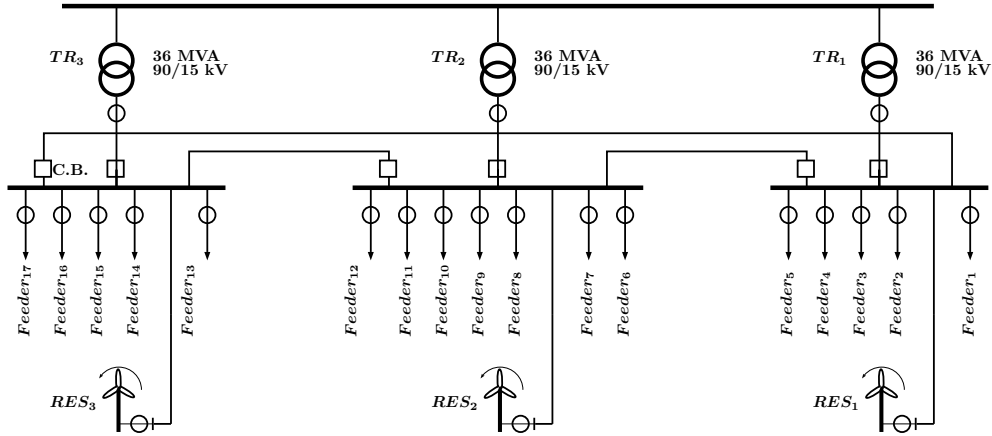 TR₃ 36 MVA
90/15 kV
TR₂ 36 MVA
90/15 kV
TR₁ 36 MVA
90/15 kV
C.B.
Feeder₁₇
Feeder₁₆
Feeder₁₅
Feeder₁₄
Feeder₁₃
Feeder₁₂
Feeder₁₁
Feeder₁₀
Feeder₉
Feeder₈
Feeder₇
Feeder₆
Feeder₅
Feeder₄
Feeder₃
Feeder₂
Feeder₁
RES₃
RES₂
RES₁